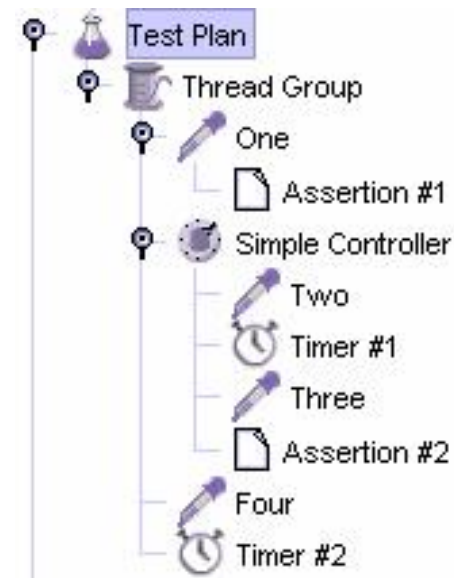 Test Plan
Thread Group
One
Assertion #1
Simple Controller
Two
Timer #1
Three
Assertion #2
Four
Timer #2